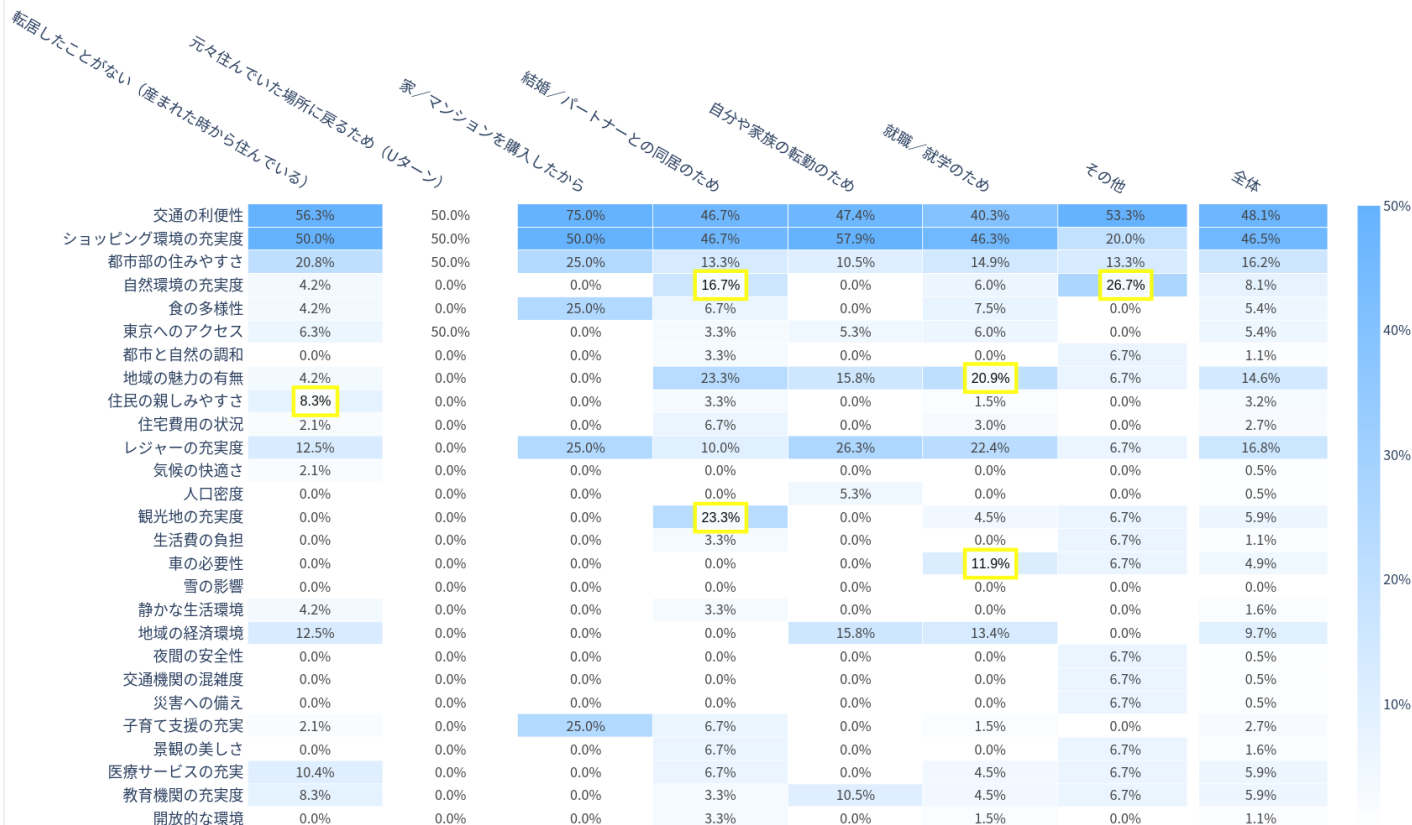 転居したことがない（産まれた時から住んでいる）
元々住んでいた場所に戻るため（Uターン）
家／マンションを購入したから
結婚／パートナーとの同居のため
自分や家族の転勤のため
就職／就学のため
その他
全体
交通の利便性 56.3% 50.0% 75.0% 46.7% 47.4% 40.3% 53.3% 48.1%
ショッピング環境の充実度 50.0% 50.0% 50.0% 46.7% 57.9% 46.3% 20.0% 46.5%
都市部の住みやすさ 20.8% 50.0% 25.0% 13.3% 10.5% 14.9% 13.3% 16.2%
自然環境の充実度 4.2% 0.0% 0.0% 16.7% 0.0% 6.0% 26.7% 8.1%
食の多様性 4.2% 0.0% 25.0% 6.7% 0.0% 7.5% 0.0% 5.4%
東京へのアクセス 6.3% 50.0% 0.0% 3.3% 5.3% 6.0% 0.0% 5.4%
都市と自然の調和 0.0% 0.0% 0.0% 3.3% 0.0% 0.0% 6.7% 1.1%
地域の魅力の有無 4.2% 0.0% 0.0% 23.3% 15.8% 20.9% 6.7% 14.6%
住民の親しみやすさ 8.3% 0.0% 0.0% 3.3% 0.0% 1.5% 0.0% 3.2%
住宅費用の状況 2.1% 0.0% 0.0% 6.7% 0.0% 3.0% 0.0% 2.7%
レジャーの充実度 12.5% 0.0% 25.0% 10.0% 26.3% 22.4% 6.7% 16.8%
気候の快適さ 2.1% 0.0% 0.0% 0.0% 0.0% 0.0% 0.0% 0.5%
人口密度 0.0% 0.0% 0.0% 0.0% 5.3% 0.0% 0.0% 0.5%
観光地の充実度 0.0% 0.0% 0.0% 23.3% 0.0% 4.5% 6.7% 5.9%
生活費の負担 0.0% 0.0% 0.0% 3.3% 0.0% 0.0% 6.7% 1.1%
車の必要性 0.0% 0.0% 0.0% 0.0% 0.0% 11.9% 6.7% 4.9%
雪の影響 0.0% 0.0% 0.0% 0.0% 0.0% 0.0% 0.0% 0.0%
静かな生活環境 4.2% 0.0% 0.0% 3.3% 0.0% 0.0% 0.0% 1.6%
地域の経済環境 12.5% 0.0% 0.0% 0.0% 15.8% 13.4% 0.0% 9.7%
夜間の安全性 0.0% 0.0% 0.0% 0.0% 0.0% 0.0% 6.7% 0.5%
交通機関の混雑度 0.0% 0.0% 0.0% 0.0% 0.0% 0.0% 6.7% 0.5%
災害への備え 0.0% 0.0% 0.0% 0.0% 0.0% 0.0% 6.7% 0.5%
子育て支援の充実 2.1% 0.0% 25.0% 6.7% 0.0% 1.5% 0.0% 2.7%
景観の美しさ 0.0% 0.0% 0.0% 6.7% 0.0% 0.0% 6.7% 1.6%
医療サービスの充実 10.4% 0.0% 0.0% 6.7% 0.0% 4.5% 6.7% 5.9%
教育機関の充実度 8.3% 0.0% 0.0% 3.3% 10.5% 4.5% 6.7% 5.9%
開放的な環境 0.0% 0.0% 0.0% 3.3% 0.0% 1.5% 0.0% 1.1%
50%
40%
30%
20%
10%